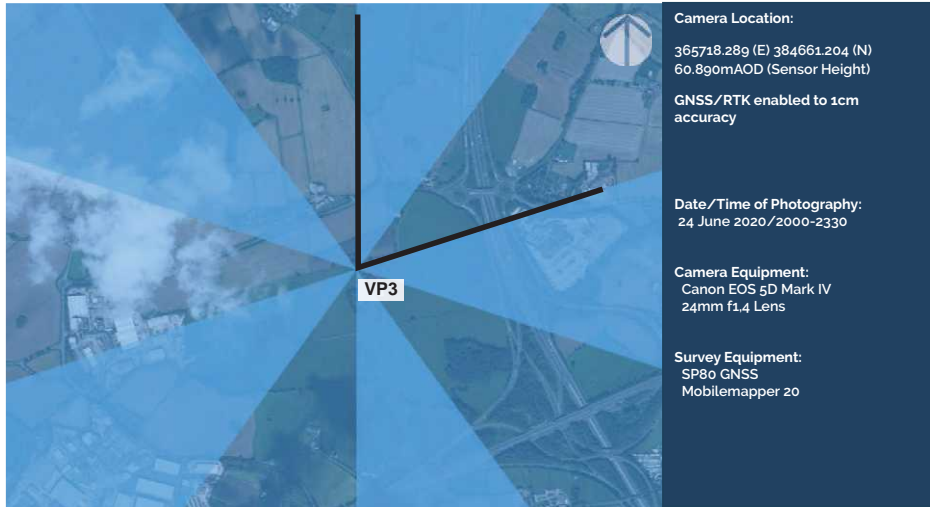 Camera Location:
365718.289 (E) 384661.204 (N)
60.890mAOD (Sensor Height)
GNSS/RTK enabled to 1cm
accuracy
Date/Time of Photography:
24 June 2020/2000-2330
Camera Equipment:
Canon EOS 5D Mark IV
24mm f1,4 Lens
Survey Equipment:
SP80 GNSS
Mobilemapper 20
VP3